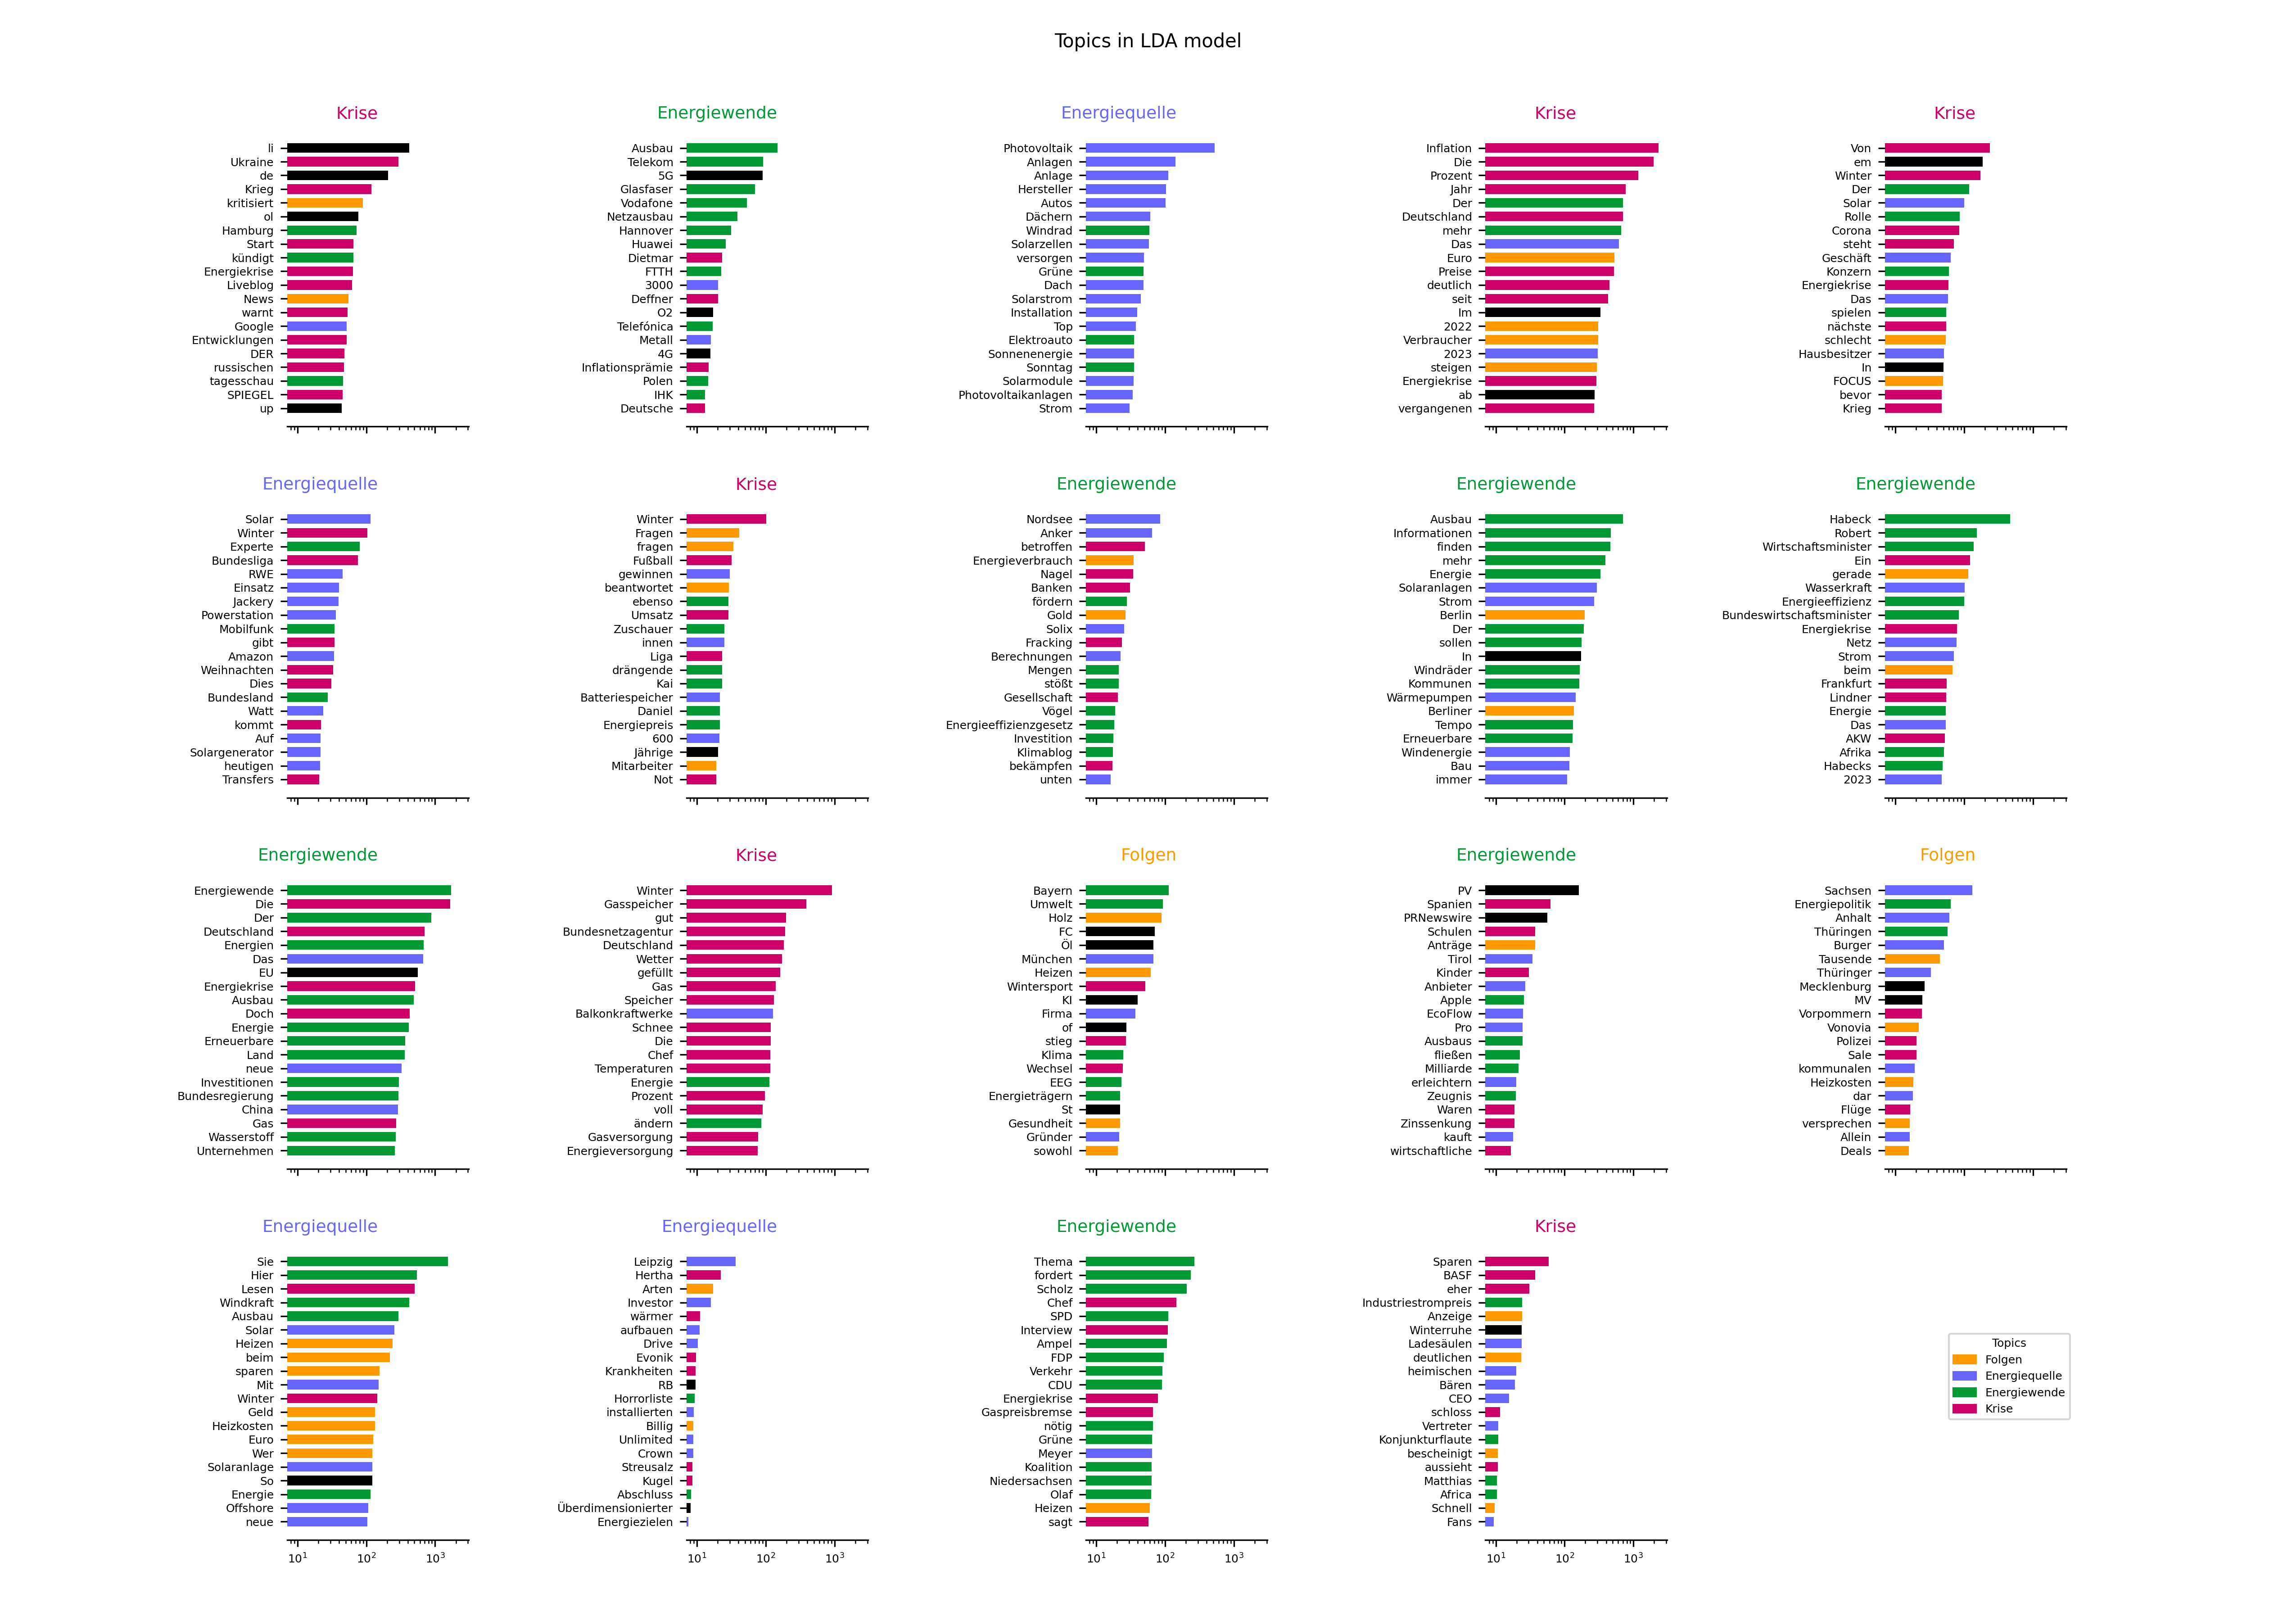 Topics in LDA model
Krise
li
Ukraine
de
Krieg
kritisiert
ol
Hamburg
Start
kündigt
Energiekrise
Liveblog
News
warnt
Google
Entwicklungen
DER
russischen
tagesschau
SPIEGEL
up
Energiewende
Ausbau
Telekom
5G
Glasfaser
Vodafone
Netzausbau
Hannover
Huawei
Dietmar
FTTH
3000
Deffner
O2
Telefónica
Metall
4G
Inflationsprämie
Polen
IHK
Deutsche
Energiequelle
Photovoltaik
Anlagen
Anlage
Hersteller
Autos
Dächern
Windrad
Solarzellen
versorgen
Grüne
Dach
Solarstrom
Installation
Top
Elektroauto
Sonnenenergie
Sonntag
Solarmodule
Photovoltaikanlagen
Strom
Krise
Inflation
Die
Prozent
Jahr
Der
Deutschland
mehr
Das
Euro
Preise
deutlich
seit
Im
2022
Verbraucher
2023
steigen
Energiekrise
ab
vergangenen
Krise
Von
em
Winter
Der
Solar
Rolle
Corona
steht
Geschäft
Konzern
Energiekrise
Das
spielen
nächste
schlecht
Hausbesitzer
In
FOCUS
bevor
Krieg
Energiequelle
Solar
Winter
Experte
Bundesliga
RWE
Einsatz
Jackery
Powerstation
Mobilfunk
gibt
Amazon
Weihnachten
Dies
Bundesland
Watt
kommt
Auf
Solargenerator
heutigen
Transfers
Krise
Winter
Fragen
fragen
Fußball
gewinnen
beantwortet
ebenso
Umsatz
Zuschauer
innen
Liga
drängende
Kai
Batteriespeicher
Daniel
Energiepreis
600
Jährige
Mitarbeiter
Not
Energiewende
Nordsee
Anker
betroffen
Energieverbrauch
Nagel
Banken
fördern
Gold
Solix
Fracking
Berechnungen
Mengen
stößt
Gesellschaft
Vögel
Energieeffizienzgesetz
Investition
Klimablog
bekämpfen
unten
Energiewende
Ausbau
Informationen
finden
mehr
Energie
Solaranlagen
Strom
Berlin
Der
sollen
In
Windräder
Kommunen
Wärmepumpen
Berliner
Tempo
Erneuerbare
Windenergie
Bau
immer
Energiewende
Habeck
Robert
Wirtschaftsminister
Ein
gerade
Wasserkraft
Energieeffizienz
Bundeswirtschaftsminister
Energiekrise
Netz
Strom
beim
Frankfurt
Lindner
Energie
Das
AKW
Afrika
Habecks
2023
Energiewende
Energiewende
Die
Der
Deutschland
Energien
Das
EU
Energiekrise
Ausbau
Doch
Energie
Erneuerbare
Land
neue
Investitionen
Bundesregierung
China
Gas
Wasserstoff
Unternehmen
Krise
Winter
Gasspeicher
gut
Bundesnetzagentur
Deutschland
Wetter
gefüllt
Gas
Speicher
Balkonkraftwerke
Schnee
Die
Chef
Temperaturen
Energie
Prozent
voll
ändern
Gasversorgung
Energieversorgung
Folgen
Bayern
Umwelt
Holz
FC
Öl
München
Heizen
Wintersport
KI
Firma
of
stieg
Klima
Wechsel
EEG
Energieträgern
St
Gesundheit
Gründer
sowohl
Energiewende
PV
Spanien
PRNewswire
Schulen
Anträge
Tirol
Kinder
Anbieter
Apple
EcoFlow
Pro
Ausbaus
fließen
Milliarde
erleichtern
Zeugnis
Waren
Zinssenkung
kauft
wirtschaftliche
Folgen
Sachsen
Energiepolitik
Anhalt
Thüringen
Burger
Tausende
Thüringer
Mecklenburg
MV
Vorpommern
Vonovia
Polizei
Sale
kommunalen
Heizkosten
dar
Flüge
versprechen
Allein
Deals
Energiequelle
Sie
Hier
Lesen
Windkraft
Ausbau
Solar
Heizen
beim
sparen
Mit
Winter
Geld
Heizkosten
Euro
Wer
Solaranlage
So
Energie
Offshore
neue
10¹ 10² 10³
Energiequelle
Leipzig
Hertha
Arten
Investor
wärmer
aufbauen
Drive
Evonik
Krankheiten
RB
Horrorliste
installierten
Billig
Unlimited
Crown
Streusalz
Kugel
Abschluss
Überdimensionierter
Energiezielen
10¹ 10² 10³
Energiewende
Thema
fordert
Scholz
Chef
SPD
Interview
Ampel
FDP
Verkehr
CDU
Energiekrise
Gaspreisbremse
nötig
Grüne
Meyer
Koalition
Niedersachsen
Olaf
Heizen
sagt
10¹ 10² 10³
Krise
Sparen
BASF
eher
Industriestrompreis
Anzeige
Winterruhe
Ladesäulen
deutlichen
heimischen
Bären
CEO
schloss
Vertreter
Konjunkturflaute
bescheinigt
aussieht
Matthias
Africa
Schnell
Fans
10¹ 10² 10³
Topics
Folgen
Energiequelle
Energiewende
Krise